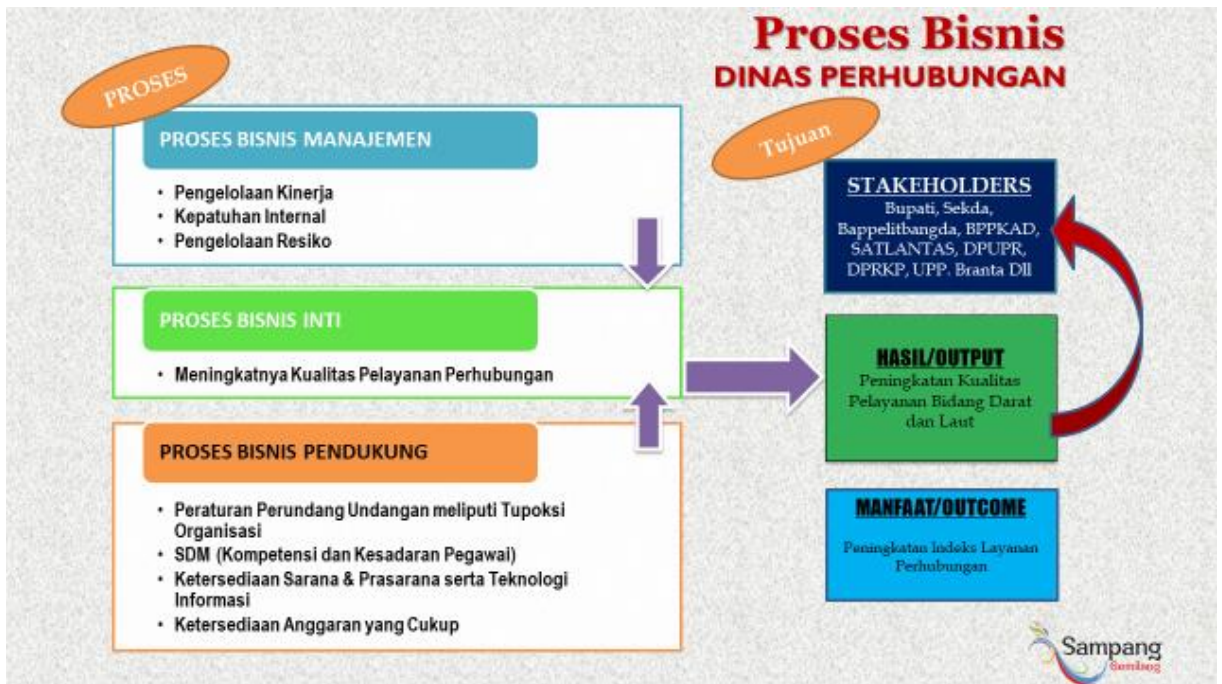 Proses Bisnis
DINAS PERHUBUNGAN
PROSES
PROSES BISNIS MANAJEMEN
• Pengelolaan Kinerja
• Kepatuhan Internal
• Pengelolaan Resiko
PROSES BISNIS INTI
• Meningkatnya Kualitas Pelayanan Perhubungan
PROSES BISNIS PENDUKUNG
• Peraturan Perundang Undangan meliputi Tupoksi
Organisasi
• SDM (Kompetensi dan Kesadaran Pegawai)
• Ketersediaan Sarana & Prasarana serta Teknologi
Informasi
• Ketersediaan Anggaran yang Cukup
Tujuan
STAKEHOLDERS
Bupati, Sekda,
Bappelitbangda, BPPKAD,
SATLANTAS, DPUPR,
DPRKP, UPP. Branta Dll
HASIL/OUTPUT
Peningkatan Kualitas
Pelayanan Bidang Darat
dan Laut
MANFAAT/OUTCOME
Peningkatan Indeks Layanan
Perhubungan
Sampang